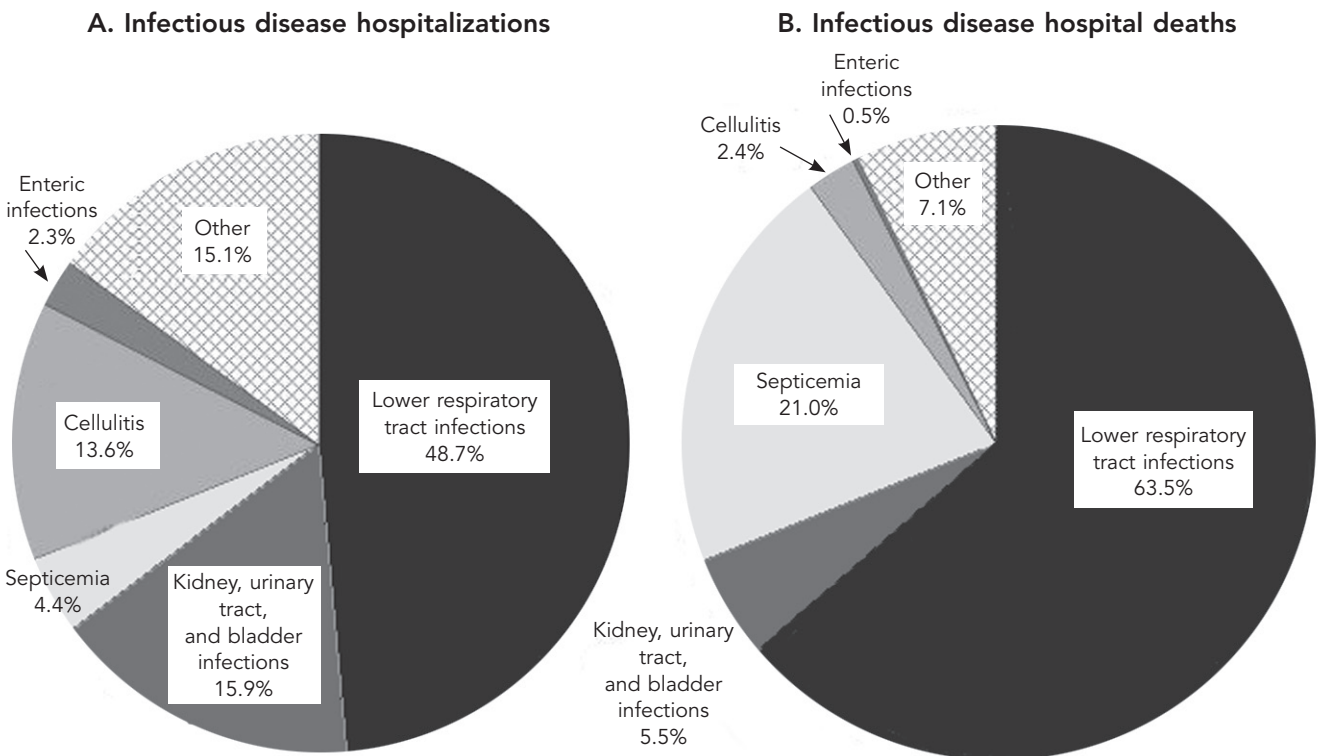 A. Infectious disease hospitalizations
Enteric
infections
2.3%
Other
15.1%
Lower respiratory
tract infections
48.7%
Cellulitis
13.6%
Septicemia
4.4%
Kidney, urinary
tract,
and bladder
infections
15.9%
B. Infectious disease hospital deaths
Enteric
infections
0.5%
Cellulitis
2.4%
Other
7.1%
Septicemia
21.0%
Lower respiratory
tract infections
63.5%
Kidney, urinary
tract,
and bladder
infections
5.5%